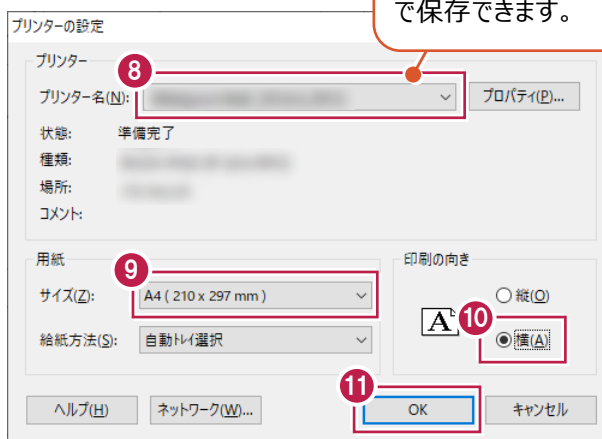 で保存できます。
プリンターの設定
プリンター
8
プリンター名(N):
プロパティ(P)...
状態: 準備完了
種類:
場所:
コメント:
用紙
9
サイズ(Z): A4 ( 210 x 297 mm )
給紙方法(S): 自動トレイ選択
印刷の向き
A
縦(O)
10
横(A)
11
ヘルプ(H) ネットワーク(W)... OK キャンセル